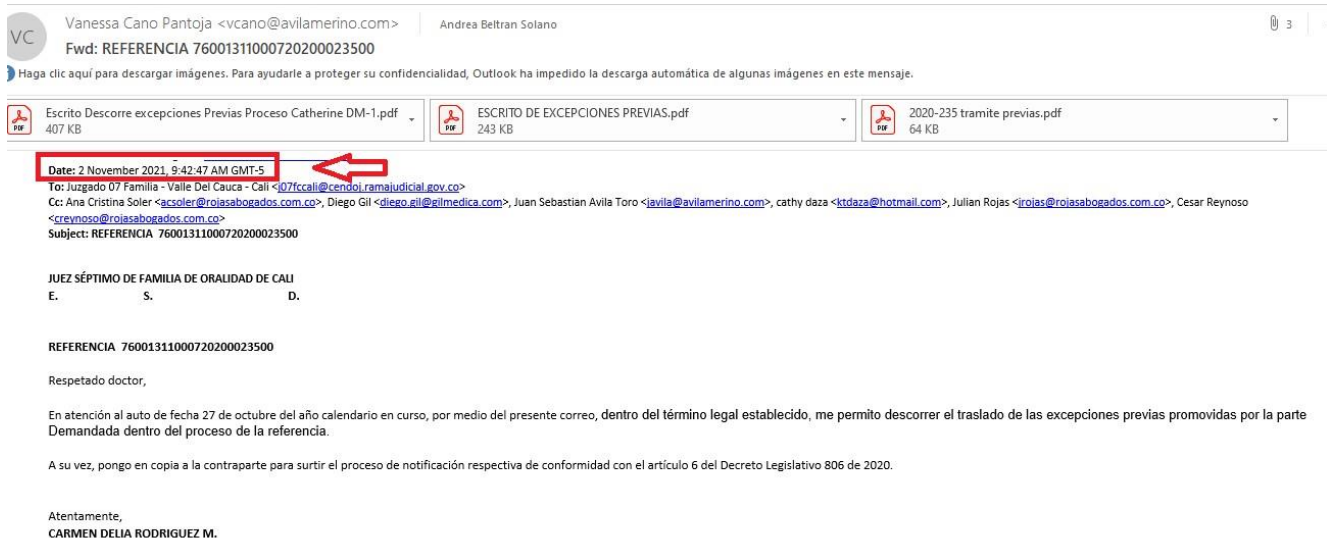 VC
Vanessa Cano Pantoja <vcano@avilamerino.com>
Andrea Beltran Solano
3
Fwd: REFERENCIA 76001311000720200023500
Haga clic aquí para descargar imágenes. Para ayudarle a proteger su confidencialidad, Outlook ha impedido la descarga automática de algunas imágenes en este mensaje.
Escrito Descorre excepciones Previas Proceso Catherine DM-1.pdf
407 KB
ESCRITO DE EXCEPCIONES PREVIAS.pdf
243 KB
2020-235 tramite previas.pdf
64 KB
Date: 2 November 2021, 9:42:47 AM GMT-5
To: Juzgado 07 Familia - Valle Del Cauca - Cali <j07fccali@cendoj.ramajudicial.gov.co>
Cc: Ana Cristina Soler <acsoler@rojasabogados.com.co>, Diego Gil <diego.gil@gilmedica.com>, Juan Sebastian Avila Toro <javila@avilamerino.com>, cathy daza <ktdaza@hotmail.com>, Julian Rojas <jrojas@rojasabogados.com.co>, Cesar Reynoso
<creynoso@rojasabogados.com.co>
Subject: REFERENCIA 76001311000720200023500
JUEZ SÉPTIMO DE FAMILIA DE ORALIDAD DE CALI
E. S. D.
REFERENCIA 76001311000720200023500
Respetado doctor,
En atención al auto de fecha 27 de octubre del año calendario en curso, por medio del presente correo, dentro del término legal establecido, me permito descorrer el traslado de las excepciones previas promovidas por la parte
Demandada dentro del proceso de la referencia.
A su vez, pongo en copia a la contraparte para surtir el proceso de notificación respectiva de conformidad con el artículo 6 del Decreto Legislativo 806 de 2020.
Atentamente,
CARMEN DELIA RODRIGUEZ M.